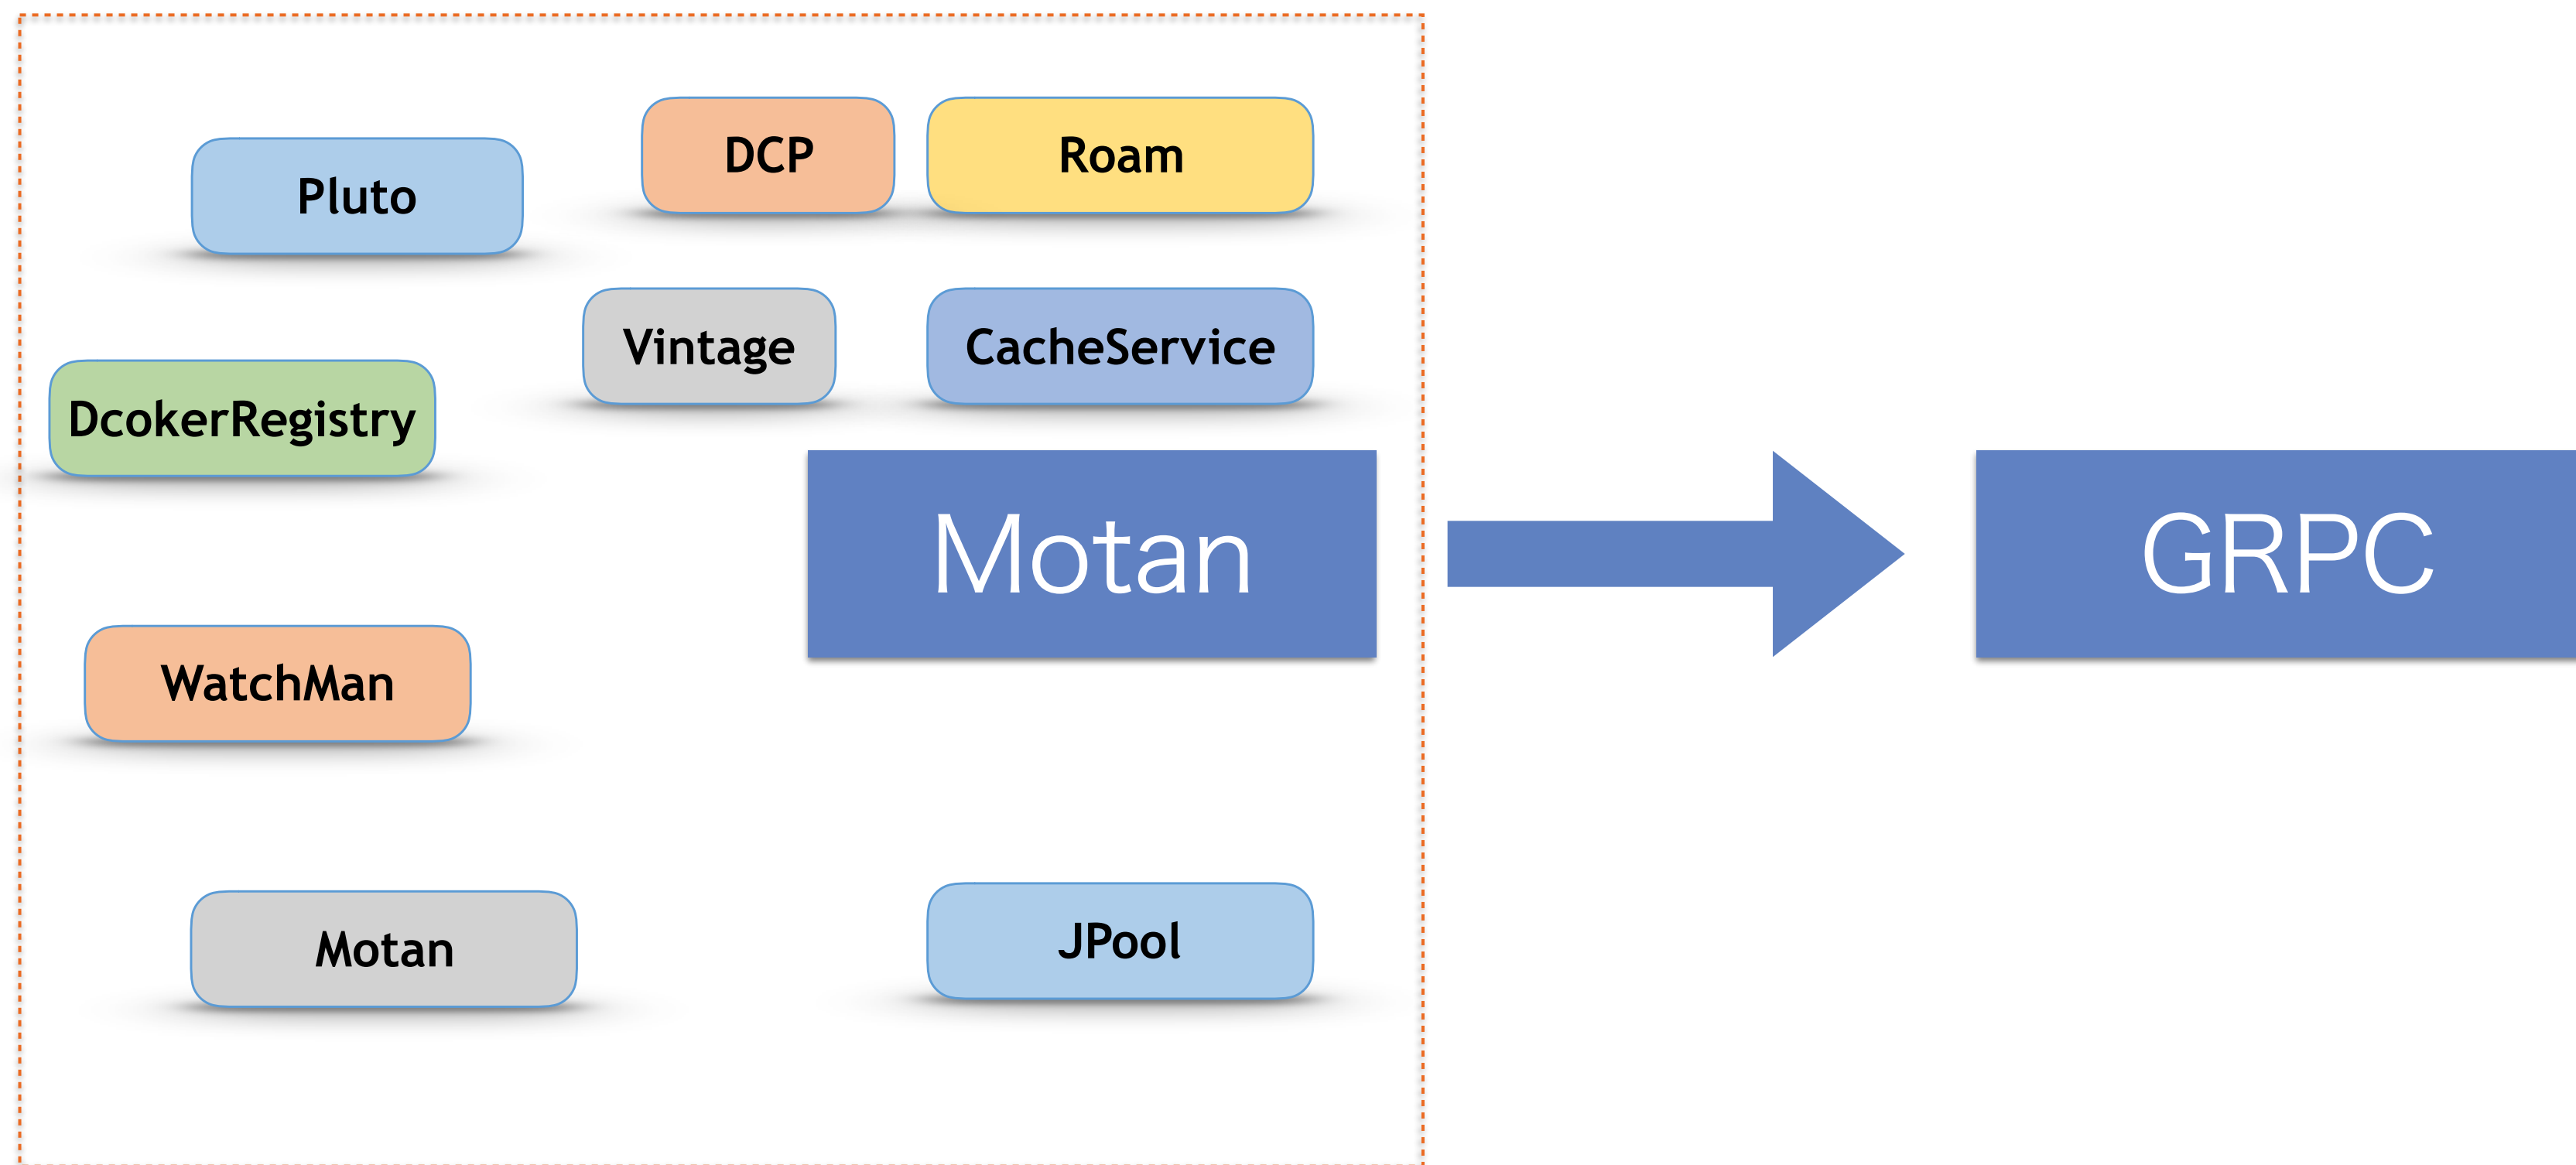 DCP
Roam
Pluto
Vintage
CacheService
DcokerRegistry
Motan
GRPC
WatchMan
Motan
JPool